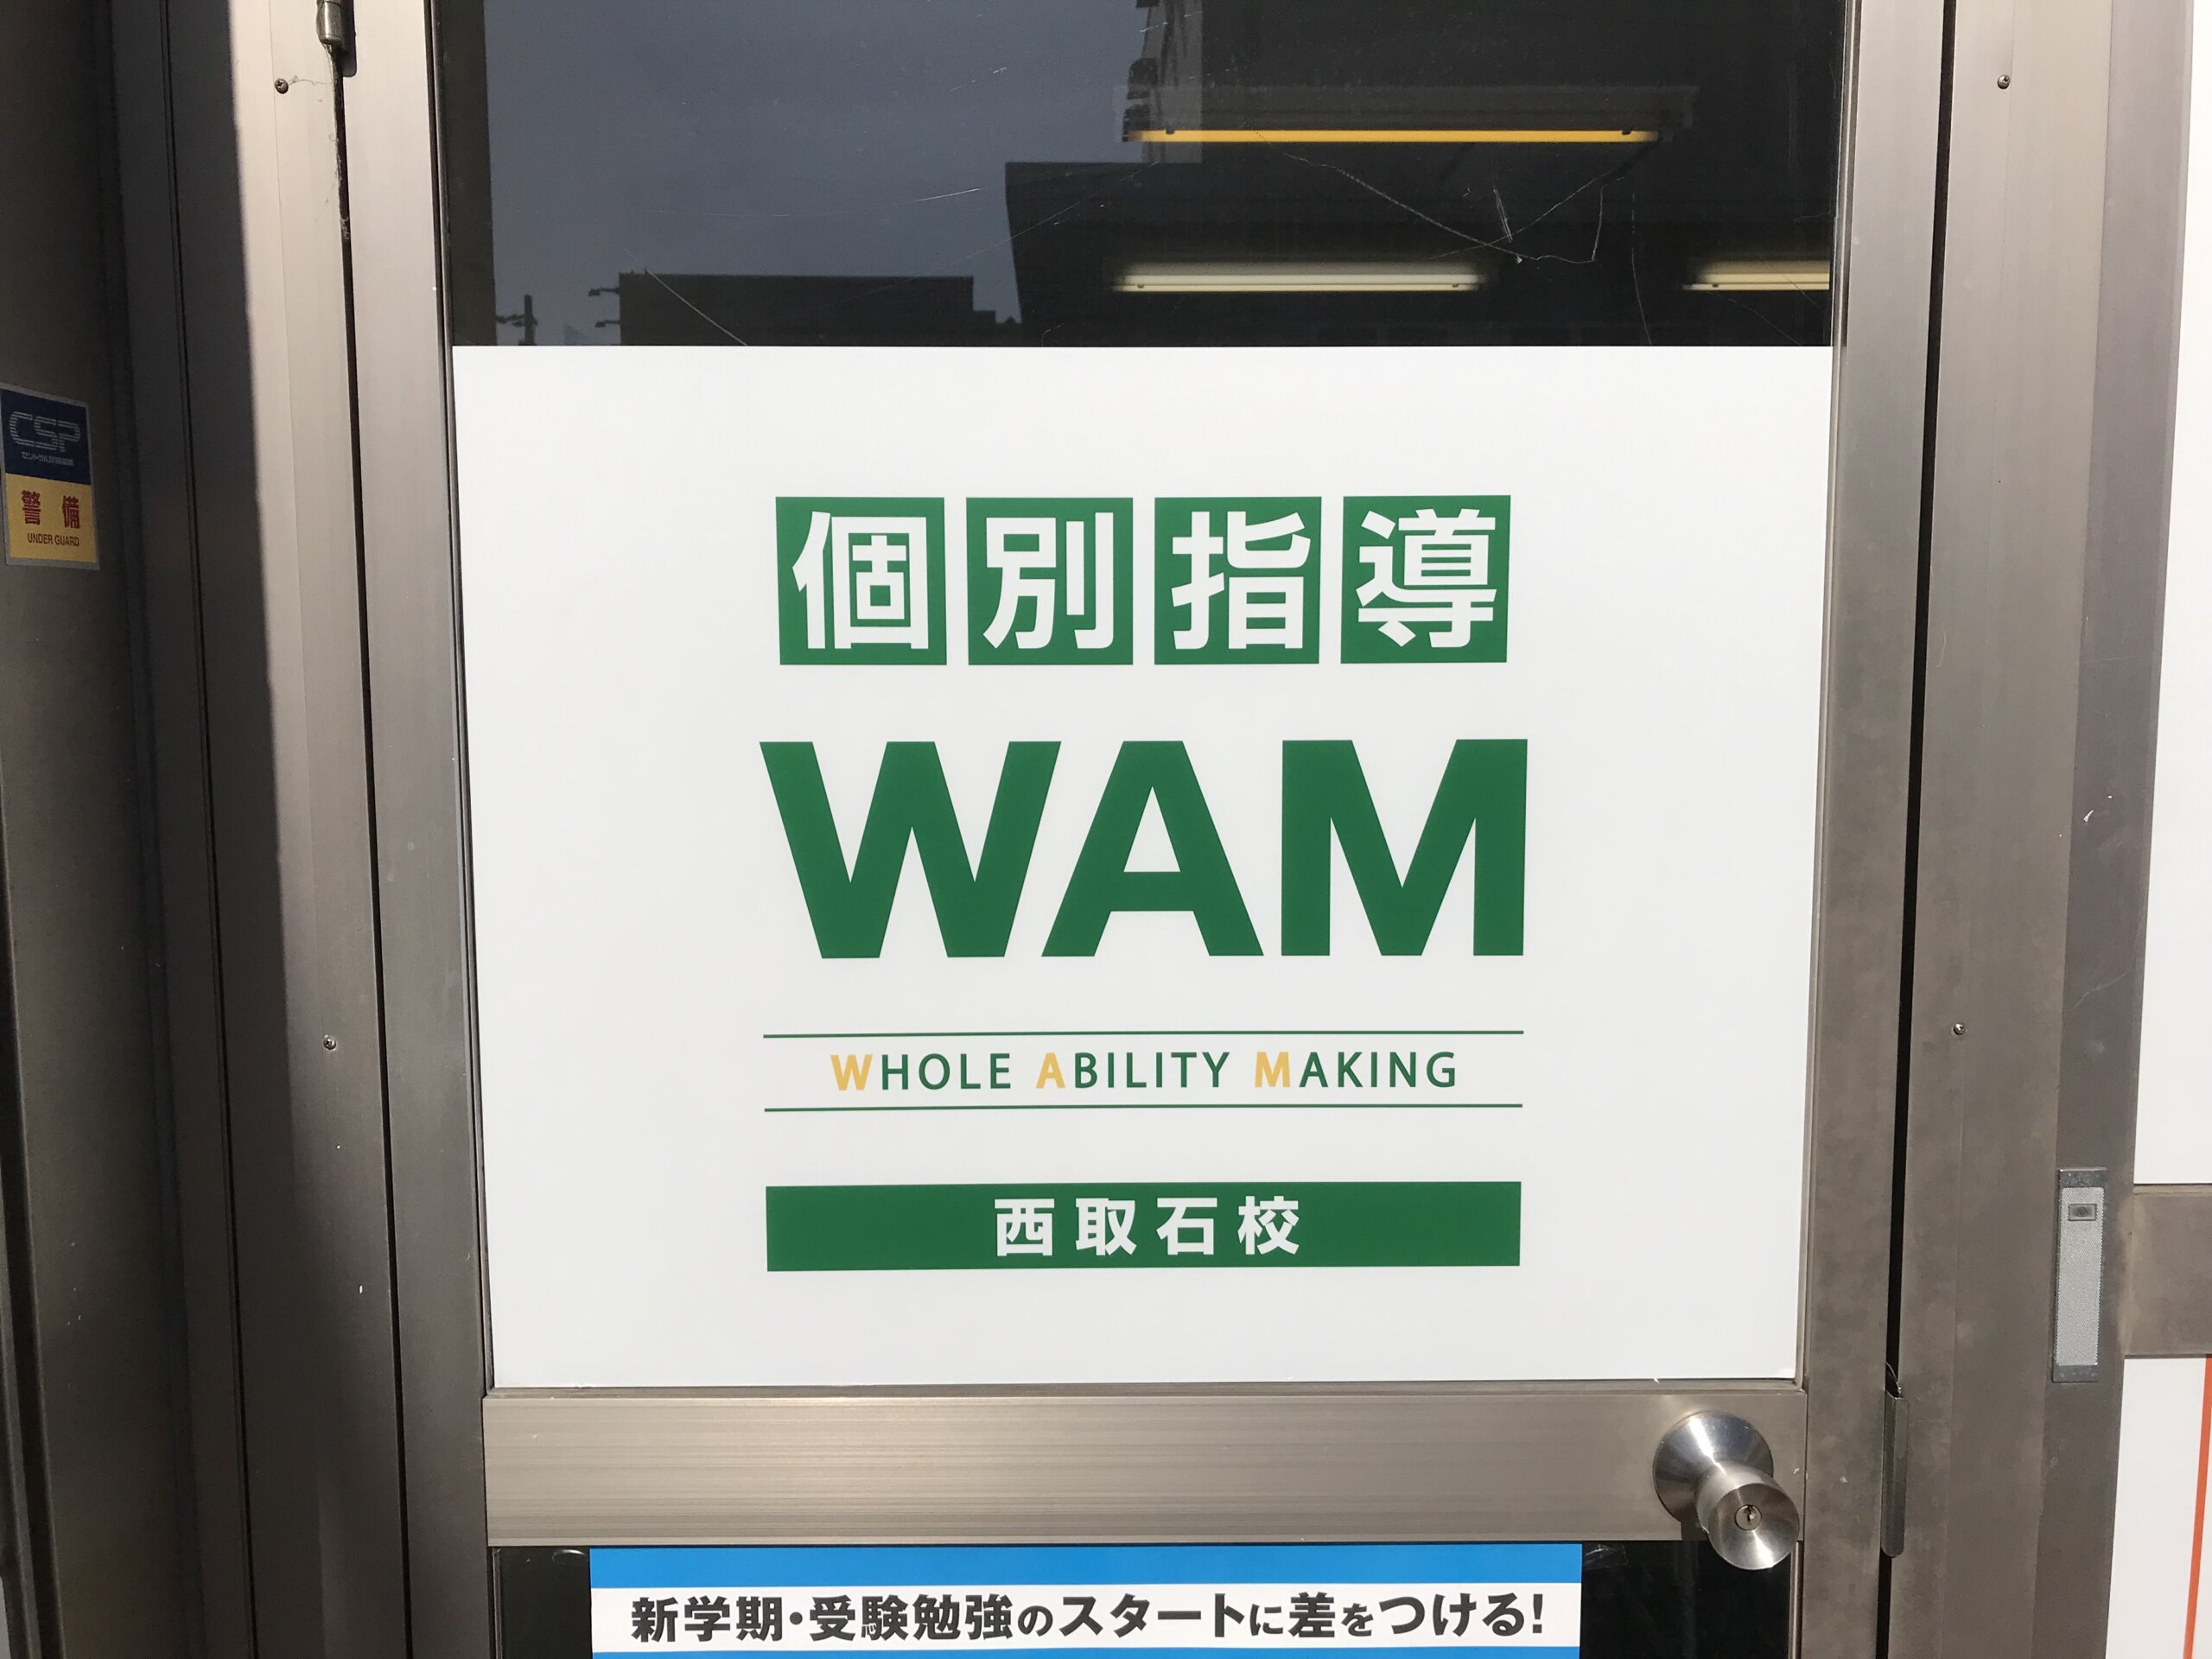 CSP
警備
UNDER GUARD
個別指導
WAM
WHOLE ABILITY MAKING
西取石校
新学期・受験勉強のスタートに差をつける!